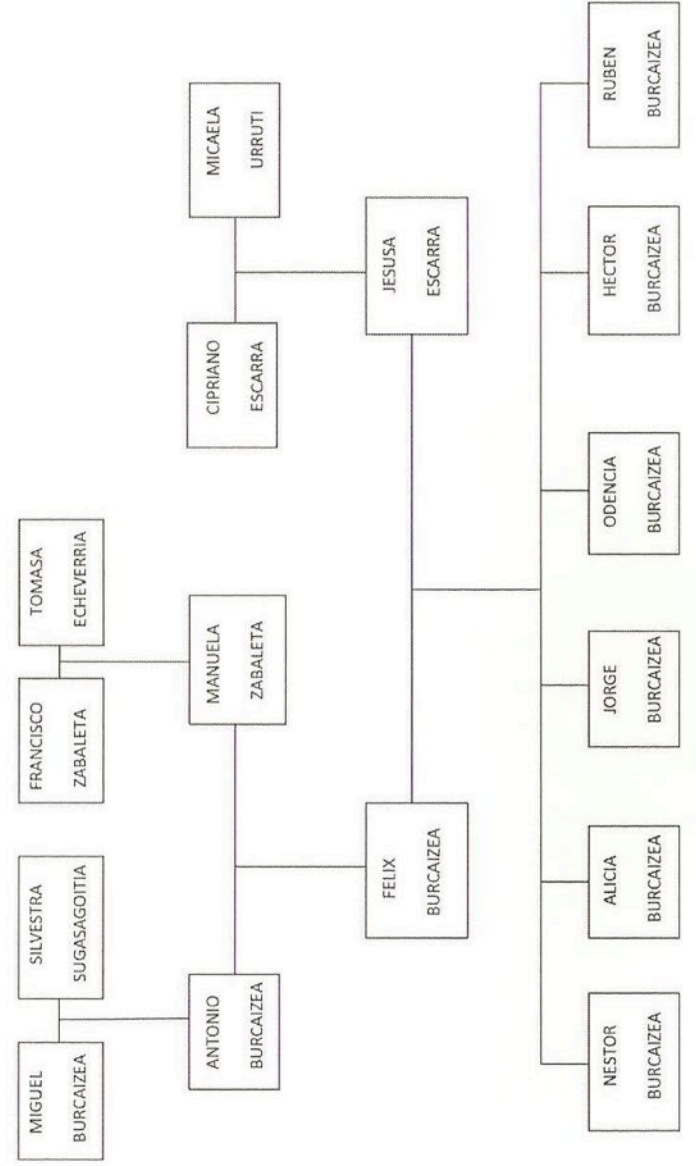 MIGUEL
BURCAIZEA
SILVESTRA
SUGASAGOITIA
FRANCISCO
ZABALETA
TOMASA
ECHEVERRIA
ANTONIO
BURCAIZEA
MANUELA
ZABALETA
CIPRIANO
ESCARRA
MICAELA
URRUTI
FELIX
BURCAIZEA
JESUSA
ESCARRA
NESTOR
BURCAIZEA
ALICIA
BURCAIZEA
JORGE
BURCAIZEA
ODENCIA
BURCAIZEA
HECTOR
BURCAIZEA
RUBEN
BURCAIZEA